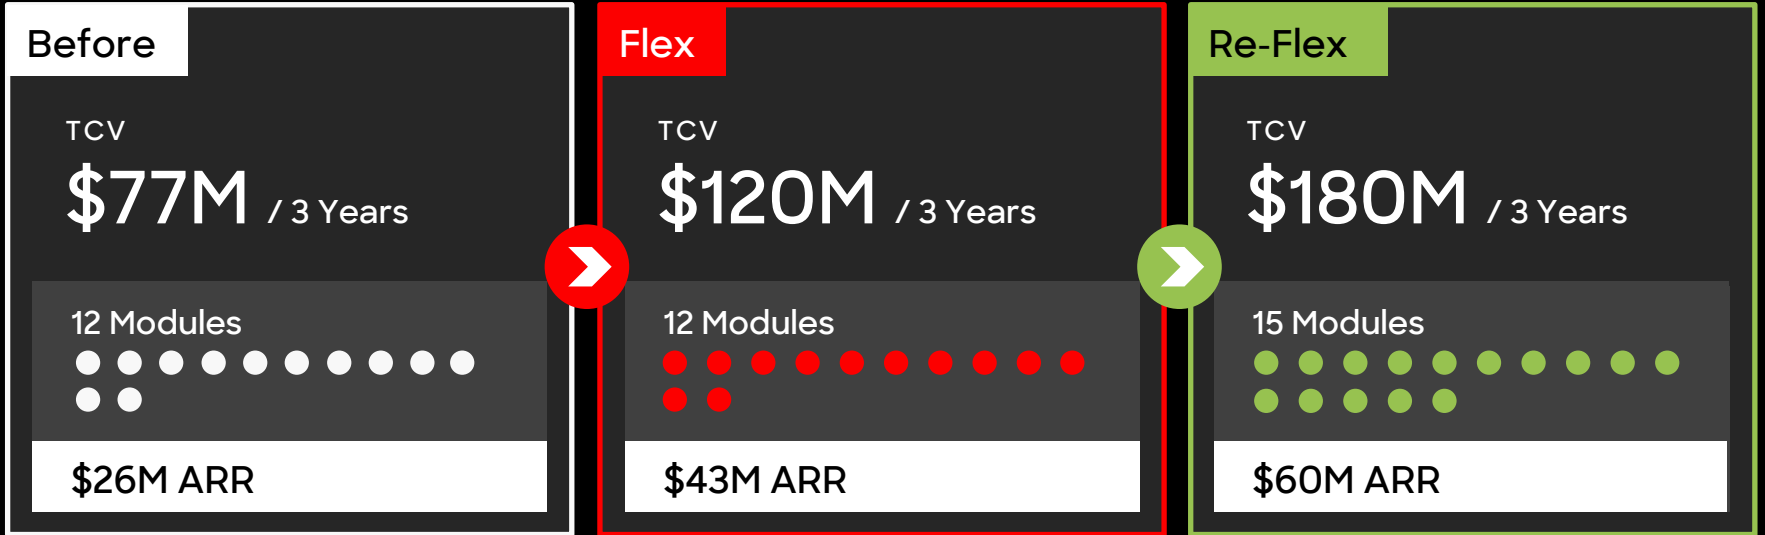 Before
TCV
$77M / 3 Years
12 Modules
$26M ARR
Flex
TCV
$120M / 3 Years
12 Modules
$43M ARR
Re-Flex
TCV
$180M / 3 Years
15 Modules
$60M ARR